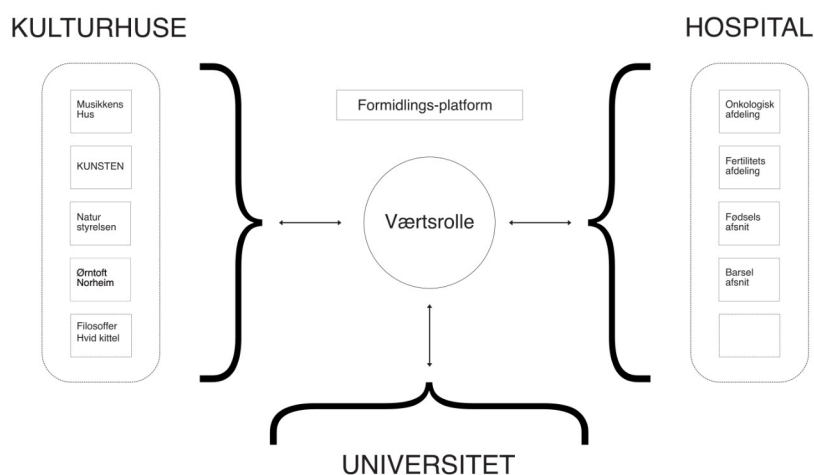 KULTURHUSE
Musikkens
Hus
KUNSTEN
Natur
styrelsen
Ørntoft
Norheim
Filosoffer
Hvid kittel
Formidlings-platform
Værtsrolle
HOSPITAL
Onkologisk
afdeling
Fertilitets
afdeling
Fødsels
afsnit
Barsel
afsnit
UNIVERSITET